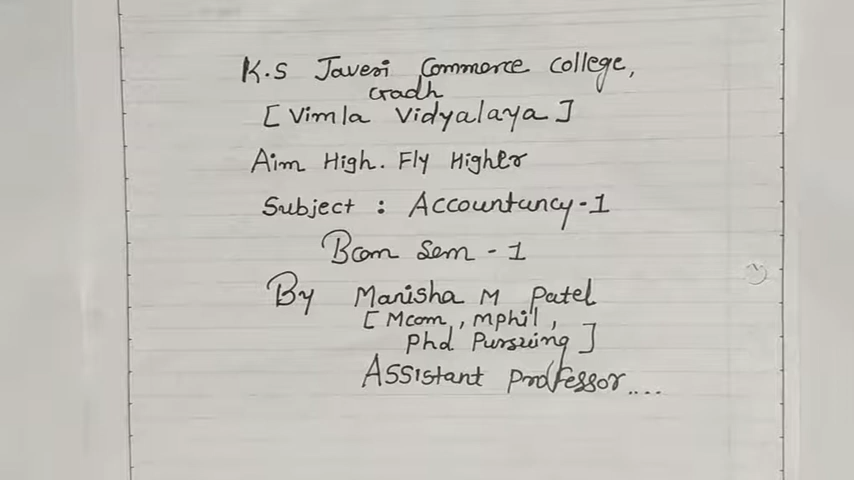 K.S Javeri Commerce College,
Gradh
[Vimla Vidyalaya]
Aim High. Fly Higher
Subject : Accountancy-1
Bcom Sem - 1
By Manisha M Patel
[Mcom, Mphil,
Phd Pursuing]
Assistant Professor....